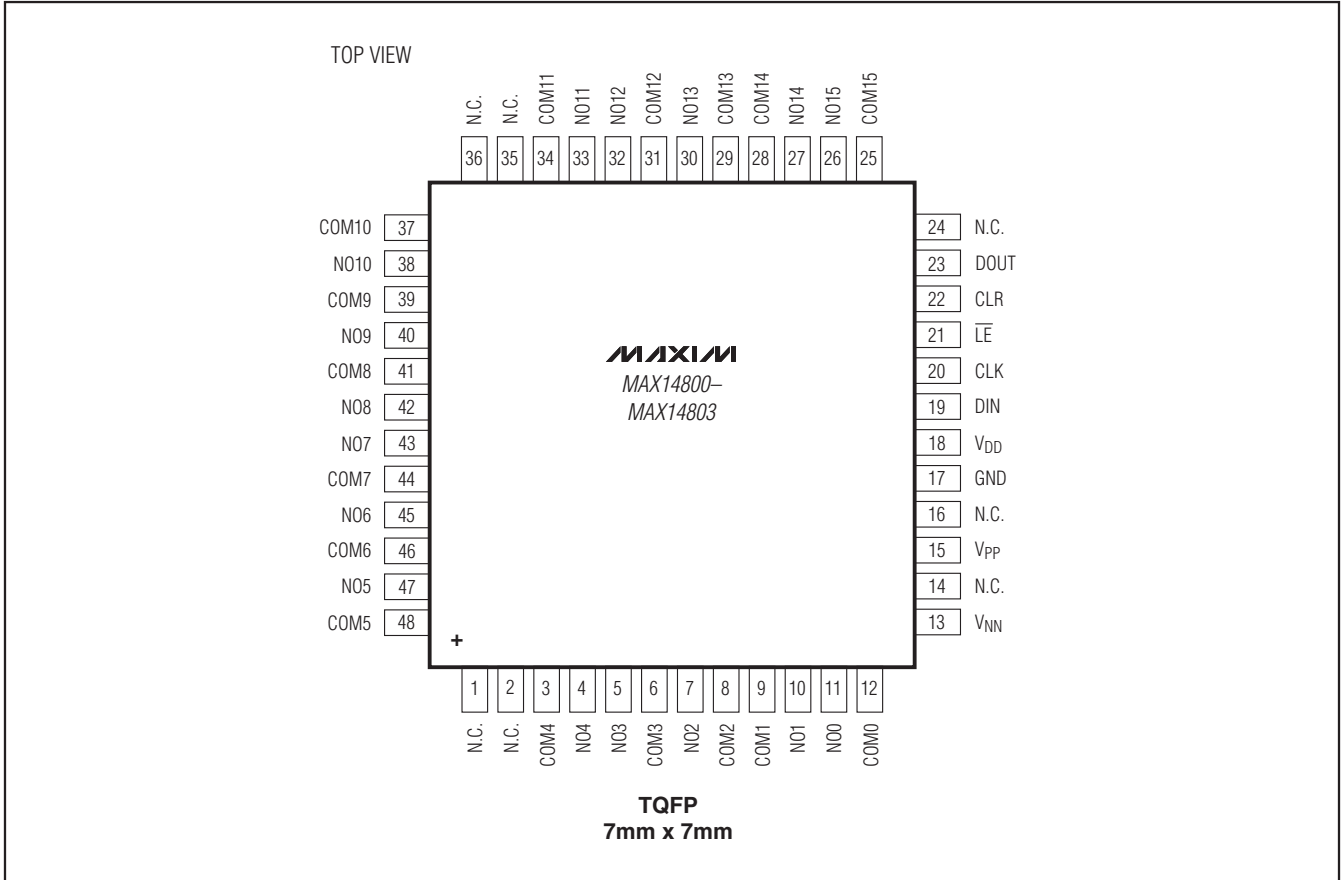 TOP VIEW
N.C.
N.C.
COM11
NO11
NO12
COM12
NO13
COM13
COM14
NO14
NO15
COM15
36 35 34 33 32 31 30 29 28 27 26 25
COM10 37
NO10 38
COM9 39
NO9 40
COM8 41
NO8 42
NO7 43
COM7 44
NO6 45
COM6 46
NO5 47
COM5 48
MAXIM
MAX14800–
MAX14803
24 N.C.
23 DOUT
22 CLR
21 L̅E̅
20 CLK
19 DIN
18 VDD
17 GND
16 N.C.
15 VPP
14 N.C.
13 VNN
+
1 2 3 4 5 6 7 8 9 10 11 12
N.C.
N.C.
COM4
NO4
NO3
COM3
NO2
COM2
COM1
NO1
NO0
COM0
TQFP
7mm x 7mm